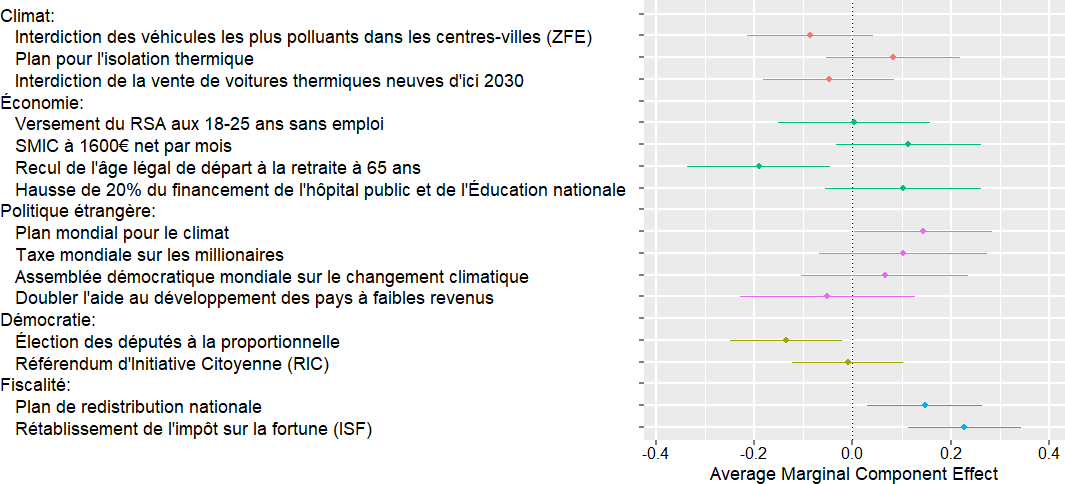 Climat:
Interdiction des véhicules les plus polluants dans les centres-villes (ZFE)
Plan pour l'isolation thermique
Interdiction de la vente de voitures thermiques neuves d'ici 2030
Économie:
Versement du RSA aux 18-25 ans sans emploi
SMIC à 1600€ net par mois
Recul de l'âge légal de départ à la retraite à 65 ans
Hausse de 20% du financement de l'hôpital public et de l'Éducation nationale
Politique étrangère:
Plan mondial pour le climat
Taxe mondiale sur les millionaires
Assemblée démocratique mondiale sur le changement climatique
Doubler l'aide au développement des pays à faibles revenus
Démocratie:
Élection des députés à la proportionnelle
Référendum d'Initiative Citoyenne (RIC)
Fiscalité:
Plan de redistribution nationale
Rétablissement de l'impôt sur la fortune (ISF)
-0.4 -0.2 0.0 0.2 0.4
Average Marginal Component Effect